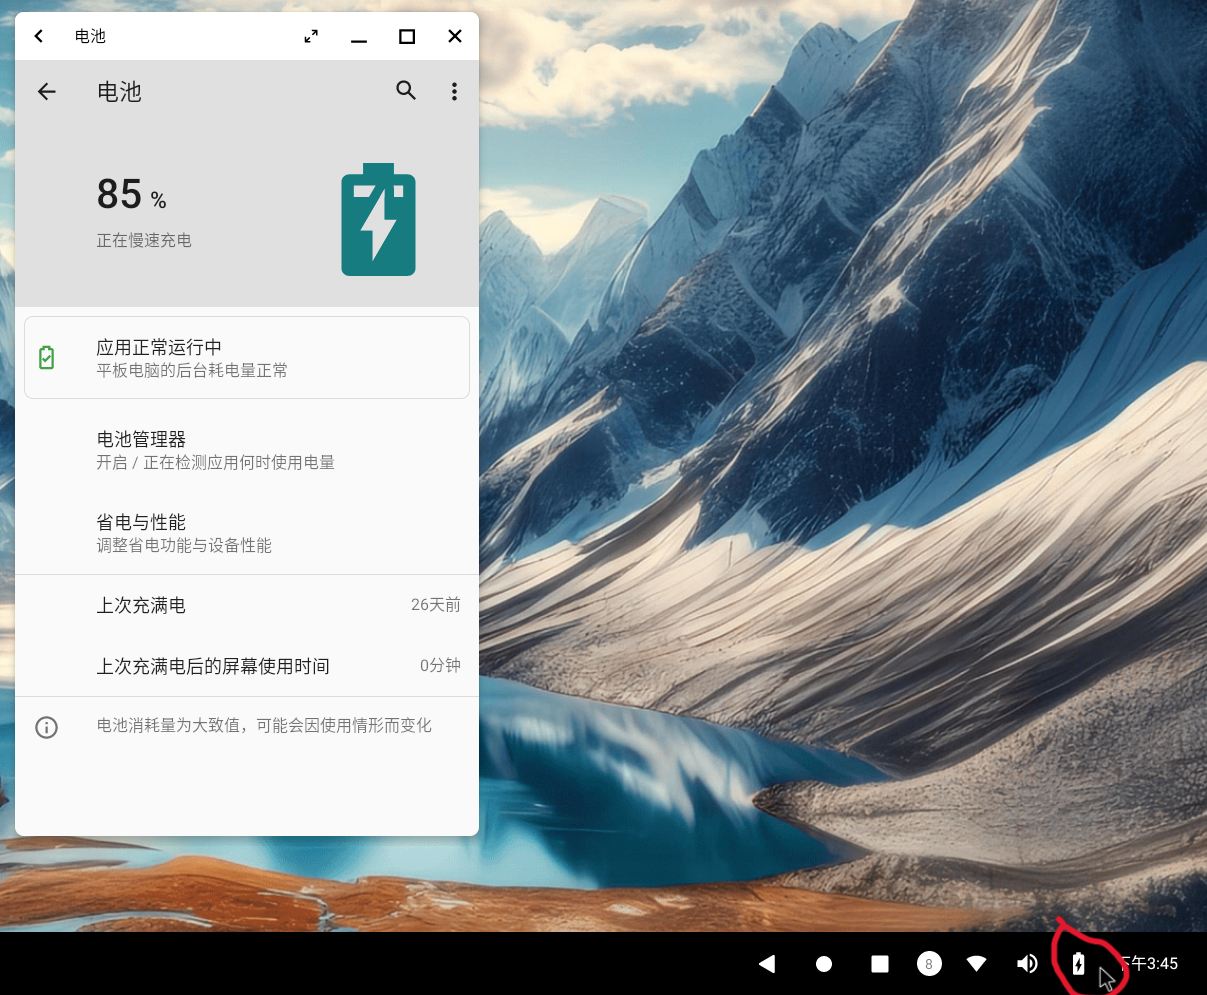 电池
电池
85 %
正在慢速充电
应用正常运行中
平板电脑的后台耗电量正常
电池管理器
开启 / 正在检测应用何时使用电量
省电与性能
调整省电功能与设备性能
上次充满电 26天前
上次充满电后的屏幕使用时间 0分钟
电池消耗量为大致值，可能会因使用情形而变化
8 下午3:45